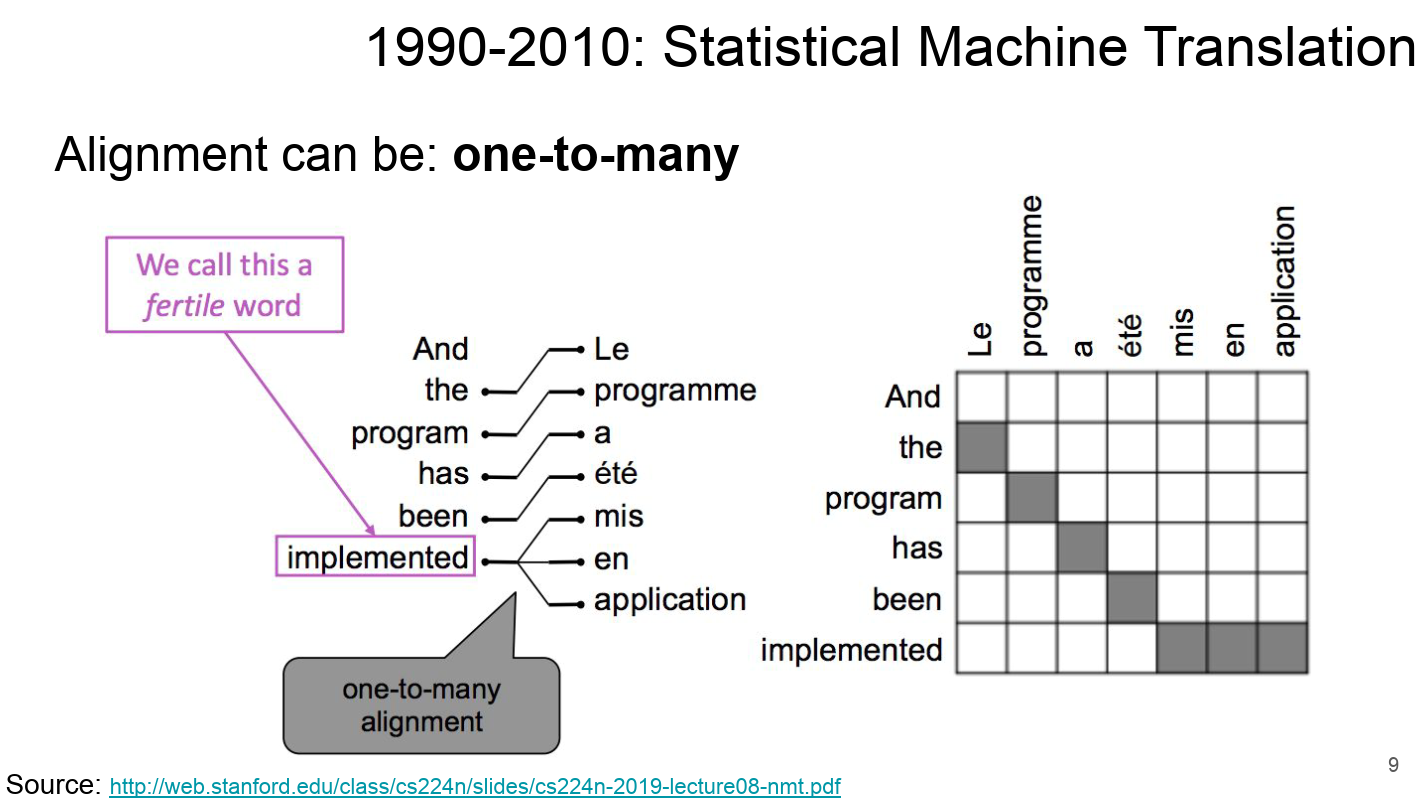 1990-2010: Statistical Machine Translation
Alignment can be: one-to-many
We call this a
fertile word
And
the
program
has
been
implemented
Le
programme
a
été
mis
en
application
one-to-many
alignment
Le
programme
a
été
mis
en
application
And
the
program
has
been
implemented
Source: http://web.stanford.edu/class/cs224n/slides/cs224n-2019-lecture08-nmt.pdf
9